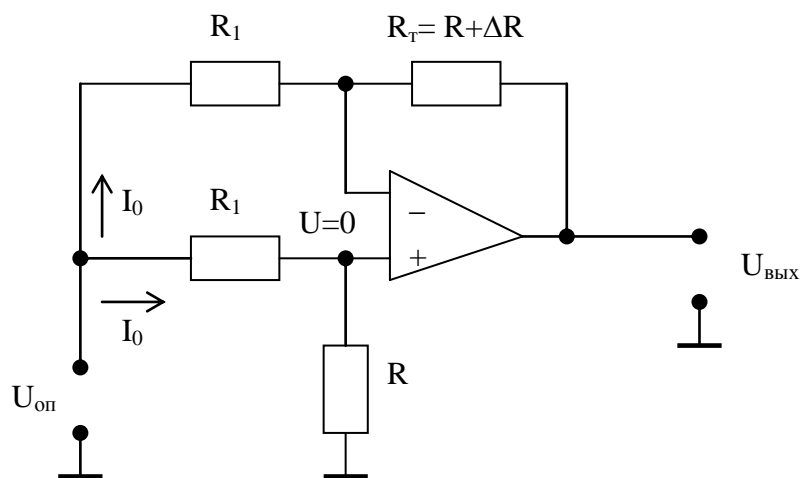 R₁
Rт= R+ΔR
I₀
R₁
U=0
−
+
Uвых
I₀
R
Uоп